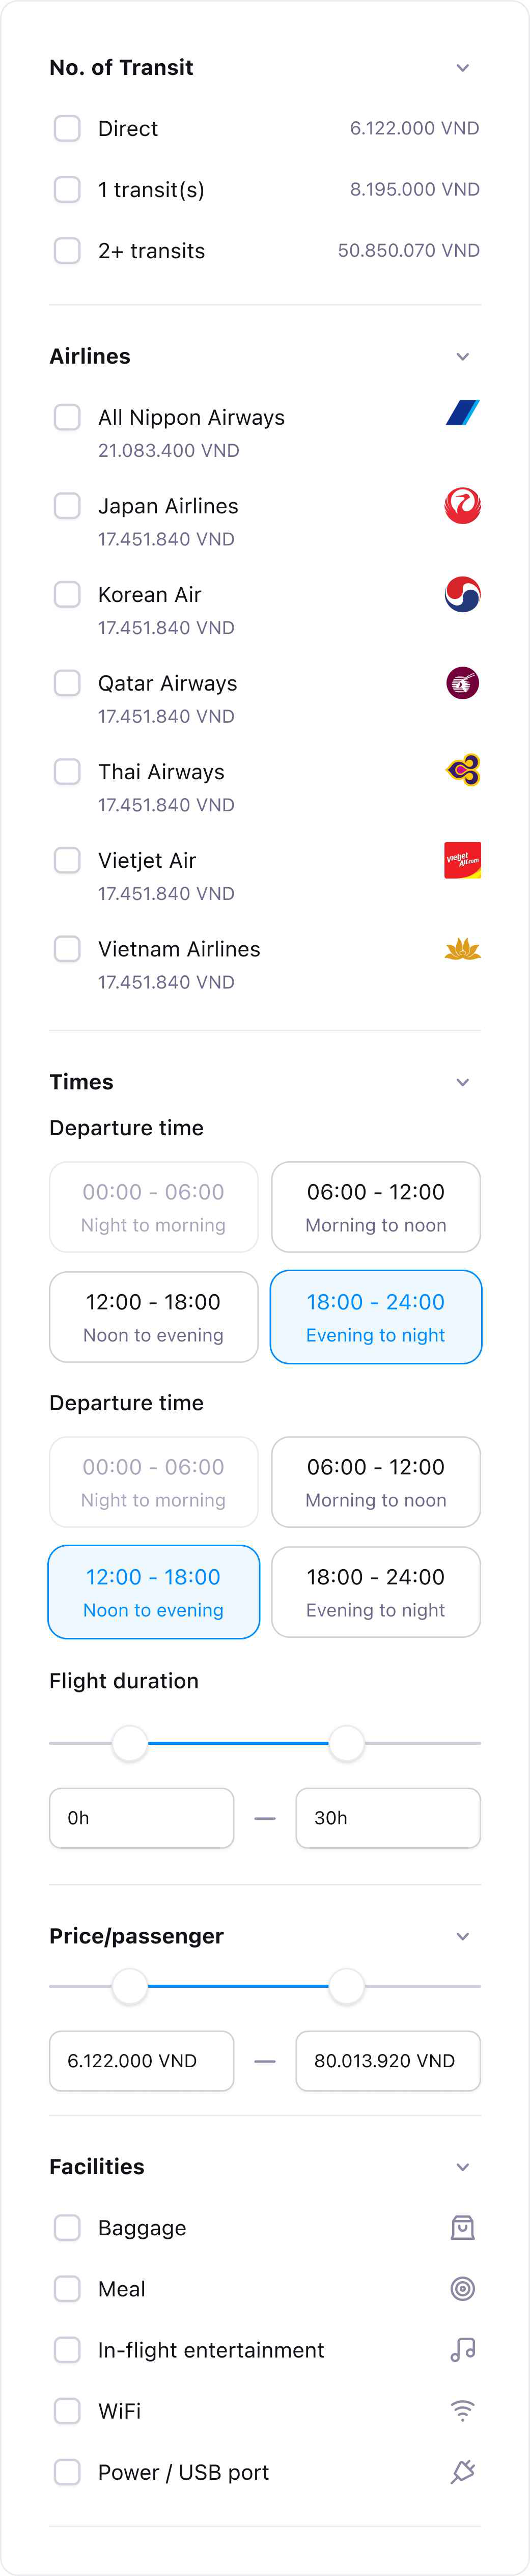 No. of Transit
Direct 6.122.000 VND
1 transit(s) 8.195.000 VND
2+ transits 50.850.070 VND
Airlines
All Nippon Airways
21.083.400 VND
Japan Airlines
17.451.840 VND
Korean Air
17.451.840 VND
Qatar Airways
17.451.840 VND
Thai Airways
17.451.840 VND
Vietjet Air
vietjet Air.com
17.451.840 VND
Vietnam Airlines
17.451.840 VND
Times
Departure time
00:00 - 06:00 06:00 - 12:00
Night to morning Morning to noon
12:00 - 18:00 18:00 - 24:00
Noon to evening Evening to night
Departure time
00:00 - 06:00 06:00 - 12:00
Night to morning Morning to noon
12:00 - 18:00 18:00 - 24:00
Noon to evening Evening to night
Flight duration
0h — 30h
Price/passenger
6.122.000 VND — 80.013.920 VND
Facilities
Baggage
Meal
In-flight entertainment
WiFi
Power / USB port